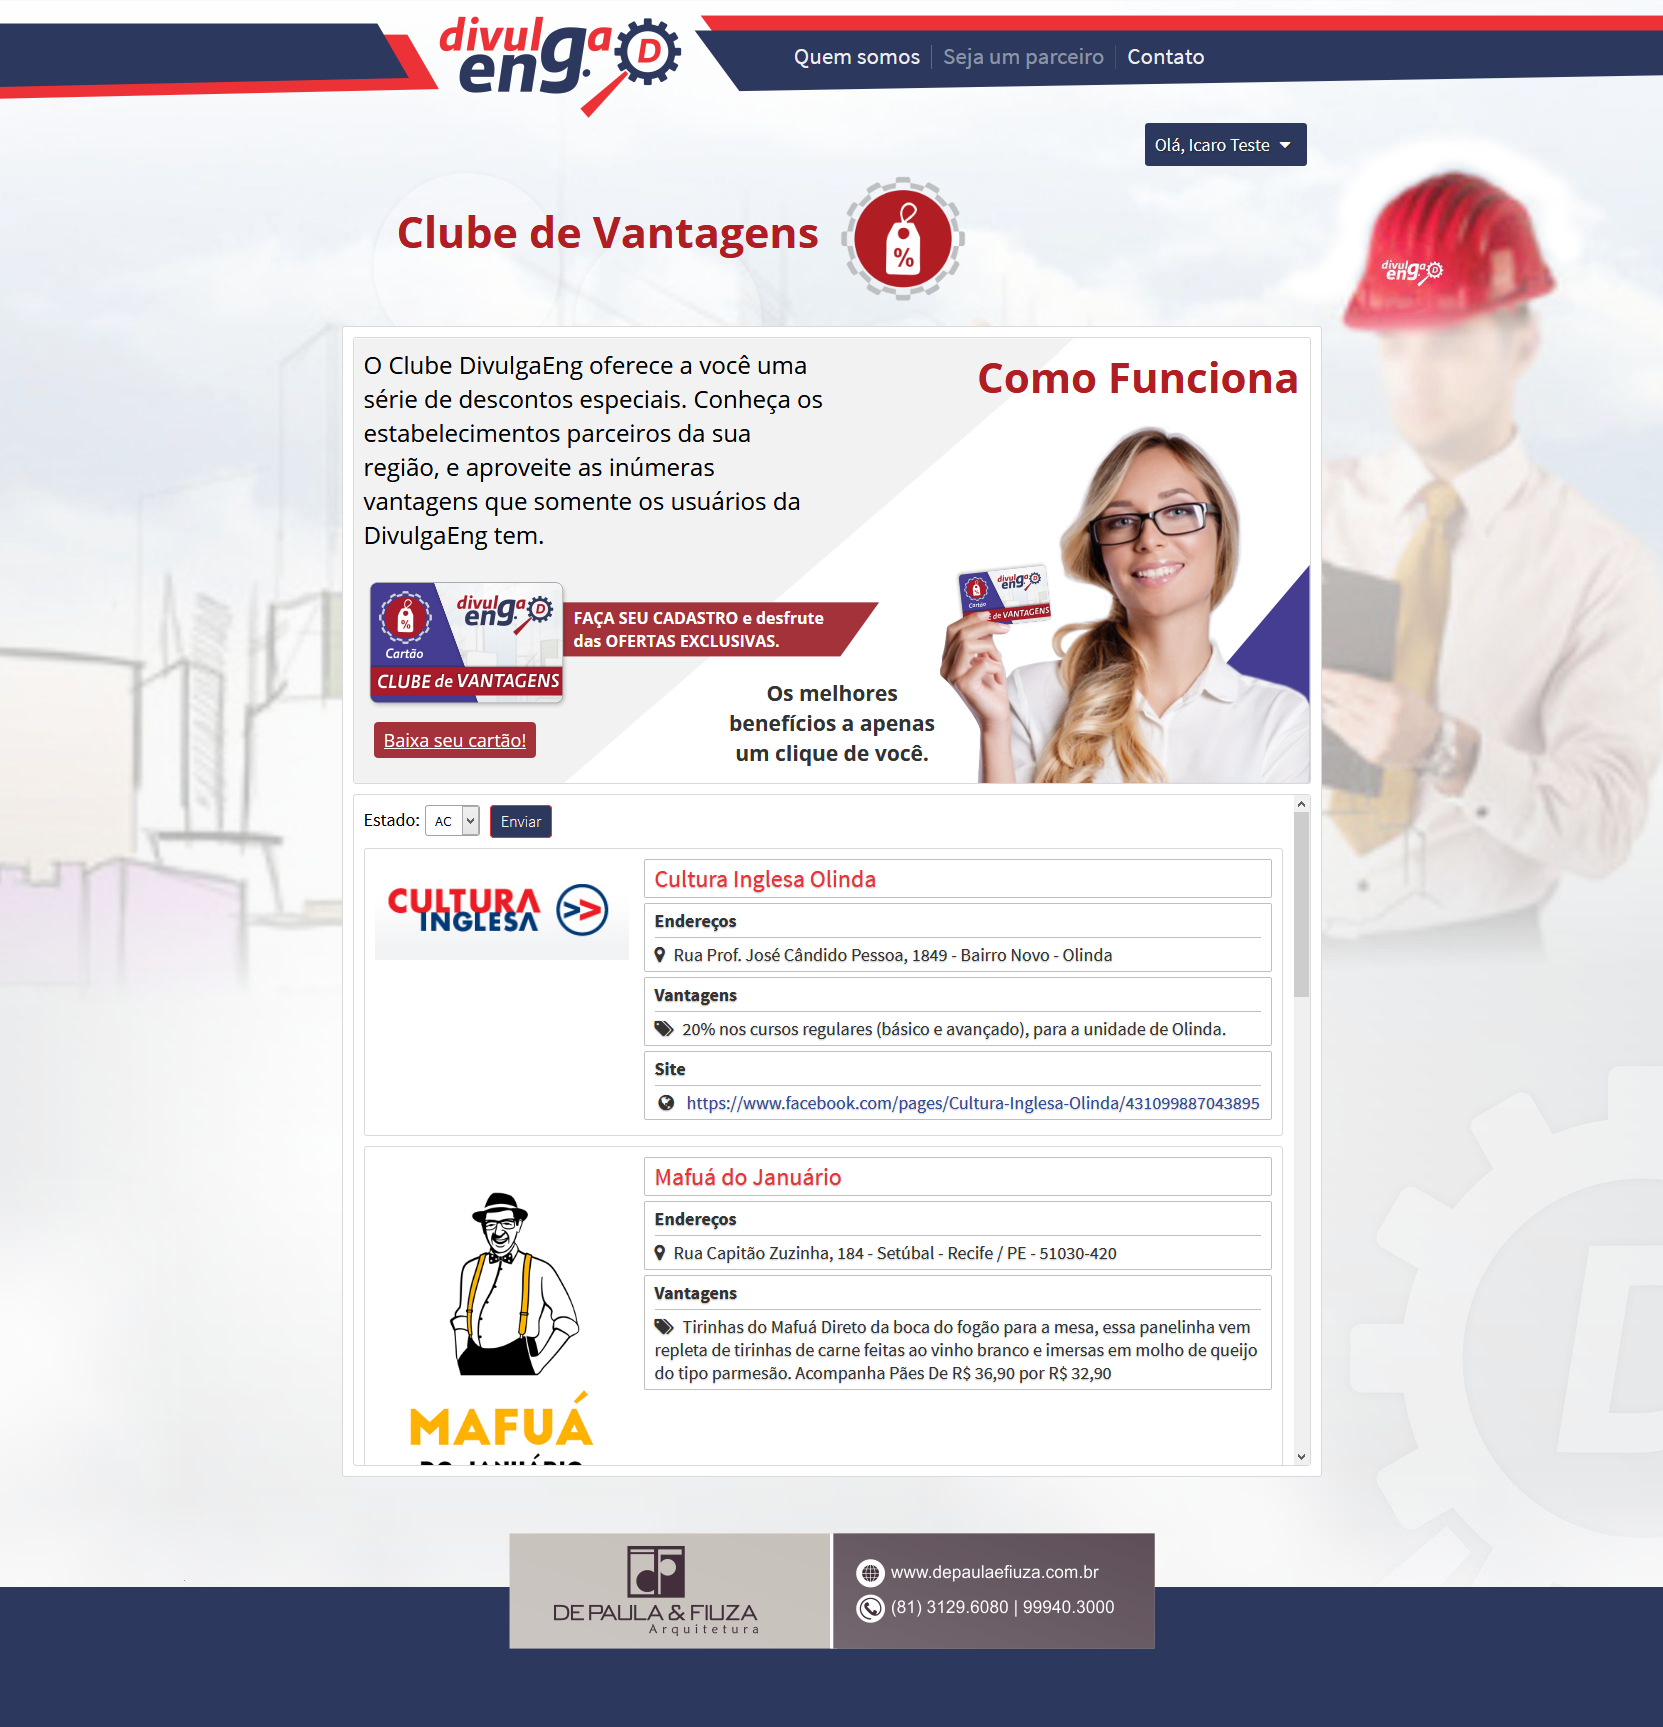 divulga
eng.
D
Quem somos
Seja um parceiro
Contato
Olá, Icaro Teste
Clube de Vantagens
%
divulga
eng.
D
O Clube DivulgaEng oferece a você uma
série de descontos especiais. Conheça os
estabelecimentos parceiros da sua
região, e aproveite as inúmeras
vantagens que somente os usuários da
DivulgaEng tem.
Como Funciona
%
Cartão
divulga
eng.
D
CLUBE de VANTAGENS
FAÇA SEU CADASTRO e desfrute
das OFERTAS EXCLUSIVAS.
divulga
eng.
D
Cartão
E de VANTAGENS
Os melhores
benefícios a apenas
um clique de você.
Baixa seu cartão!
Estado: AC Enviar
CULTURA
INGLESA
Cultura Inglesa Olinda
Endereços
Rua Prof. José Cândido Pessoa, 1849 - Bairro Novo - Olinda
Vantagens
20% nos cursos regulares (básico e avançado), para a unidade de Olinda.
Site
https://www.facebook.com/pages/Cultura-Inglesa-Olinda/431099887043895
MAFUÁ
DO JANUÁRIO
Mafuá do Januário
Endereços
Rua Capitão Zuzinha, 184 - Setúbal - Recife / PE - 51030-420
Vantagens
Tirinhas do Mafuá Direto da boca do fogão para a mesa, essa panelinha vem
repleta de tirinhas de carne feitas ao vinho branco e imersas em molho de queijo
do tipo parmesão. Acompanha Pães De R$ 36,90 por R$ 32,90
DE PAULA & FIUZA
Arquitetura
www.depaulaefiuza.com.br
(81) 3129.6080 | 99940.3000